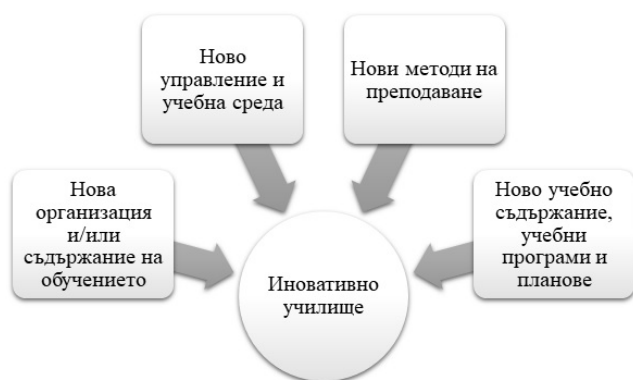 Ново
управление и
учебна среда
Нови методи на
преподаване
Нова
организация
и/или
съдържание на
обучението
Ново учебно
съдържание,
учебни
програми и
планове
Иновативно
училище